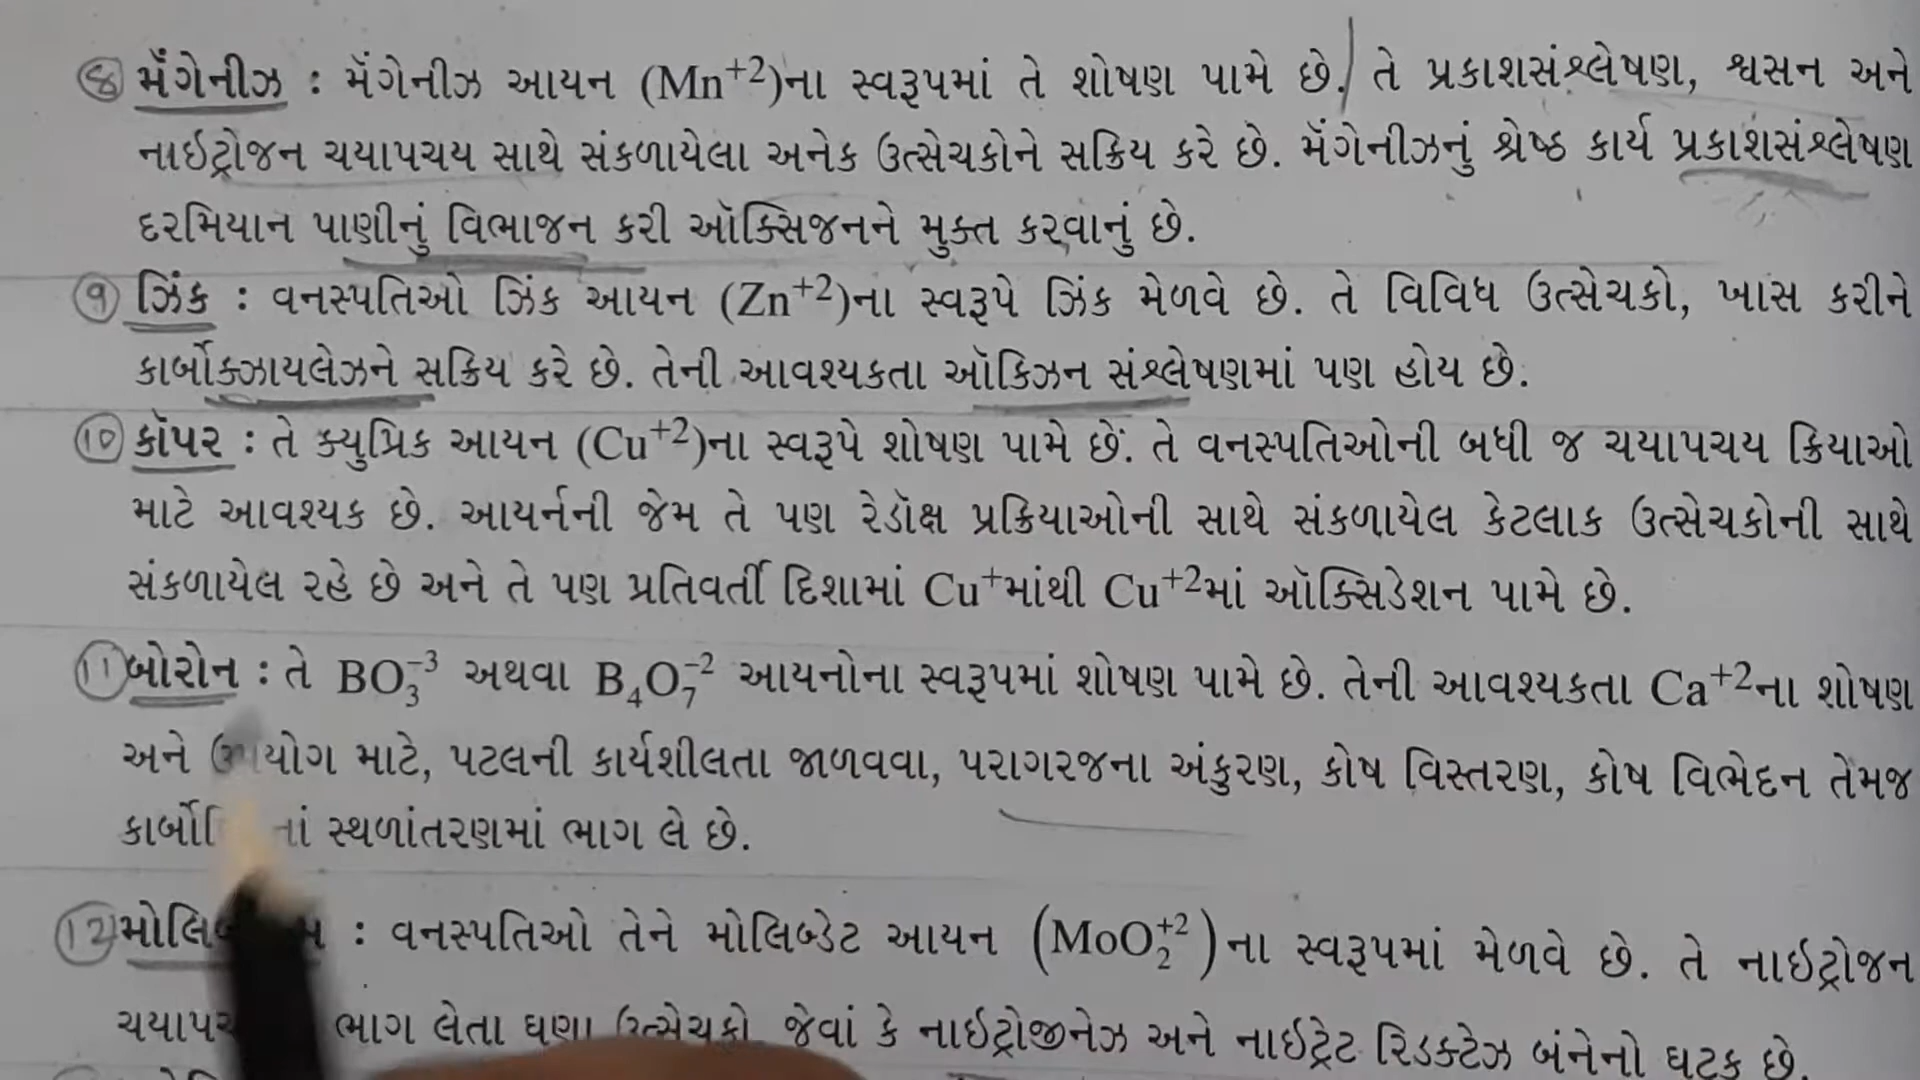 (8) મૅંગેનીઝ : મૅંગેનીઝ આયન (Mn+2)ના સ્વરૂપમાં તે શોષણ પામે છે. તે પ્રકાશસંશ્લેષણ, શ્વસન અને
નાઇટ્રોજન ચયાપચય સાથે સંકળાયેલા અનેક ઉત્સેચકોને સક્રિય કરે છે. મૅંગેનીઝનું શ્રેષ્ઠ કાર્ય પ્રકાશસંશ્લેષણ
દરમિયાન પાણીનું વિભાજન કરી ઑક્સિજનને મુક્ત કરવાનું છે.
(9) ઝિંક : વનસ્પતિઓ ઝિંક આયન (Zn+2)ના સ્વરૂપે ઝિંક મેળવે છે. તે વિવિધ ઉત્સેચકો, ખાસ કરીને
કાર્બોક્ઝાયલેઝને સક્રિય કરે છે. તેની આવશ્યકતા ઑક્ઝિન સંશ્લેષણમાં પણ હોય છે.
(10) કૉપર : તે ક્યુપ્રિક આયન (Cu+2)ના સ્વરૂપે શોષણ પામે છે. તે વનસ્પતિઓની બધી જ ચયાપચય ક્રિયાઓ
માટે આવશ્યક છે. આયર્નની જેમ તે પણ રેડૉક્ષ પ્રક્રિયાઓની સાથે સંકળાયેલ કેટલાક ઉત્સેચકોની સાથે
સંકળાયેલ રહે છે અને તે પણ પ્રતિવર્તી દિશામાં Cu+માંથી Cu+2માં ઑક્સિડેશન પામે છે.
(11) બોરોન : તે BO3-3 અથવા B4O7-2 આયનોના સ્વરૂપમાં શોષણ પામે છે. તેની આવશ્યકતા Ca+2ના શોષણ
અને માટે, પટલની કાર્યશીલતા જાળવવા, પરાગરજના અંકુરણ, કોષ વિસ્તરણ, કોષ વિભેદન તેમજ
સ્થળાંતરણમાં ભાગ લે છે.
(12) : વનસ્પતિઓ તેને મોલિબ્ડેટ આયન (MoO2+2)ના સ્વરૂપમાં મેળવે છે. તે નાઇટ્રોજન
ભાગ લેતા ઘણા ઉત્સેચકો જેવાં કે નાઇટ્રોજીનેઝ અને નાઇટ્રેટ રિડક્ટેઝ બંનેનો ઘટક છે.